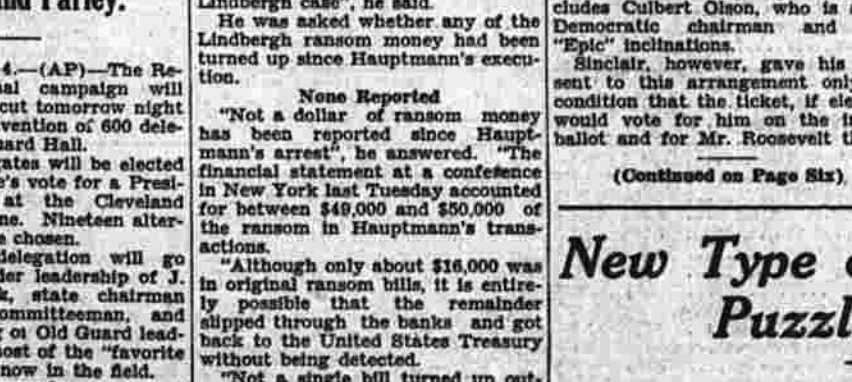 nd Farley.
4.—(AP)—The Re-
nal campaign will
cut tomorrow night
vention of 600 dele-
uard Hall.
gates will be elected
e's vote for a Presi-
at the Cleveland
ne. Nineteen alter-
e chosen.
delegation will go
der leadership of J.
k, state chairman
ommitteeman, and
g of Old Guard lead-
ost of the "favorite
now in the field.
Lindbergh case", he said.
He was asked whether any of the
Lindbergh ransom money had been
turned up since Hauptmann's execu-
tion.
None Reported
"Not a dollar of ransom money
has been reported since Haupt-
mann's arrest", he answered. "The
financial statement at a conference
in New York last Tuesday accounted
for between $49,000 and $50,000 of
the ransom in Hauptmann's trans-
actions.
"Although only about $16,000 was
in original ransom bills, it is entire-
ly possible that the remainder
slipped through the banks and got
back to the United States Treasury
without being detected.
"Not a single bill turned up out-
cludes Culbert Olson, who is
Democratic chairman and
"Epic" inclinations.
Sinclair, however, gave his
sent to this arrangement only
condition that the ticket, if ele
would vote for him on the
ballot and for Mr. Roosevelt
(Continued on Page Six)
New Type
Puzzl